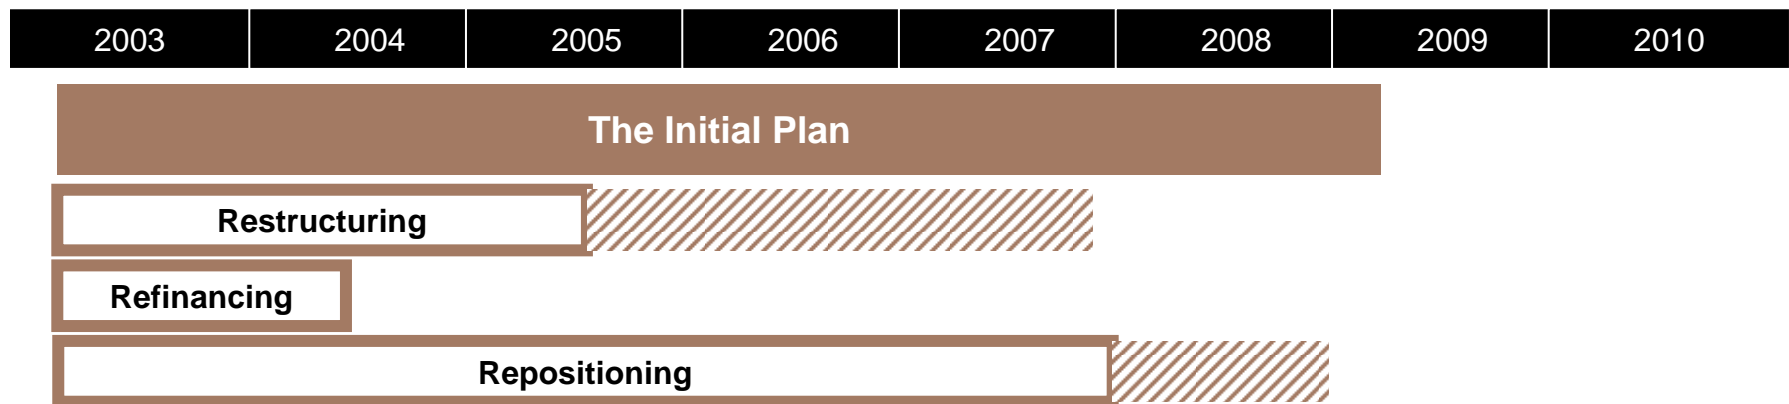 2003 2004 2005 2006 2007 2008 2009 2010
The Initial Plan
Restructuring
Refinancing
Repositioning